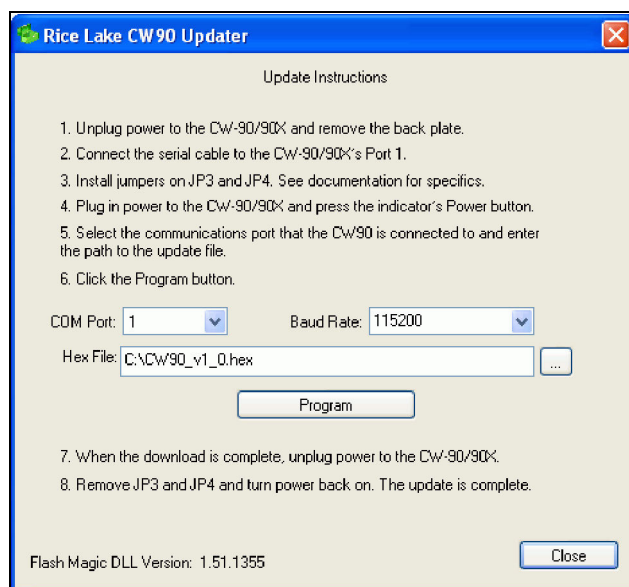 Rice Lake CW90 Updater
Update Instructions
1. Unplug power to the CW-90/90X and remove the back plate.
2. Connect the serial cable to the CW-90/90X's Port 1.
3. Install jumpers on JP3 and JP4. See documentation for specifics.
4. Plug in power to the CW-90/90X and press the indicator's Power button.
5. Select the communications port that the CW90 is connected to and enter
the path to the update file.
6. Click the Program button.
COM Port: 1 Baud Rate: 115200
Hex File: C:\CW90_v1_0.hex ...
Program
7. When the download is complete, unplug power to the CW-90/90X.
8. Remove JP3 and JP4 and turn power back on. The update is complete.
Flash Magic DLL Version: 1.51.1355 Close